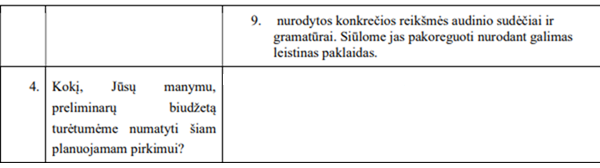 9. nurodytos konkrečios reikšmės audinio sudėčiai ir
gramatūrai. Siūlome jas pakoreguoti nurodant galimas
leistinas paklaidas.
4. Kokį, Jūsų manymu,
preliminarų biudžetą
turėtumėme numatyti šiam
planuojamam pirkimui?